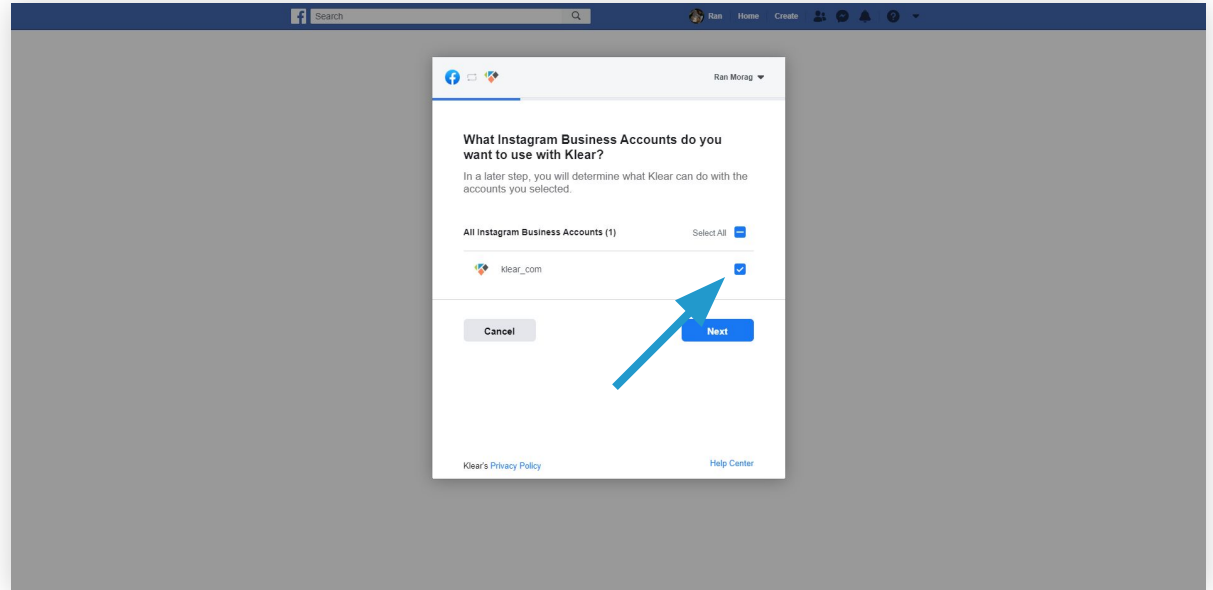 Search
Ran Home Create
Ran Morag
What Instagram Business Accounts do you
want to use with Klear?
In a later step, you will determine what Klear can do with the
accounts you selected.
All Instagram Business Accounts (1) Select All
klear_com
Cancel Next
Klear's Privacy Policy Help Center